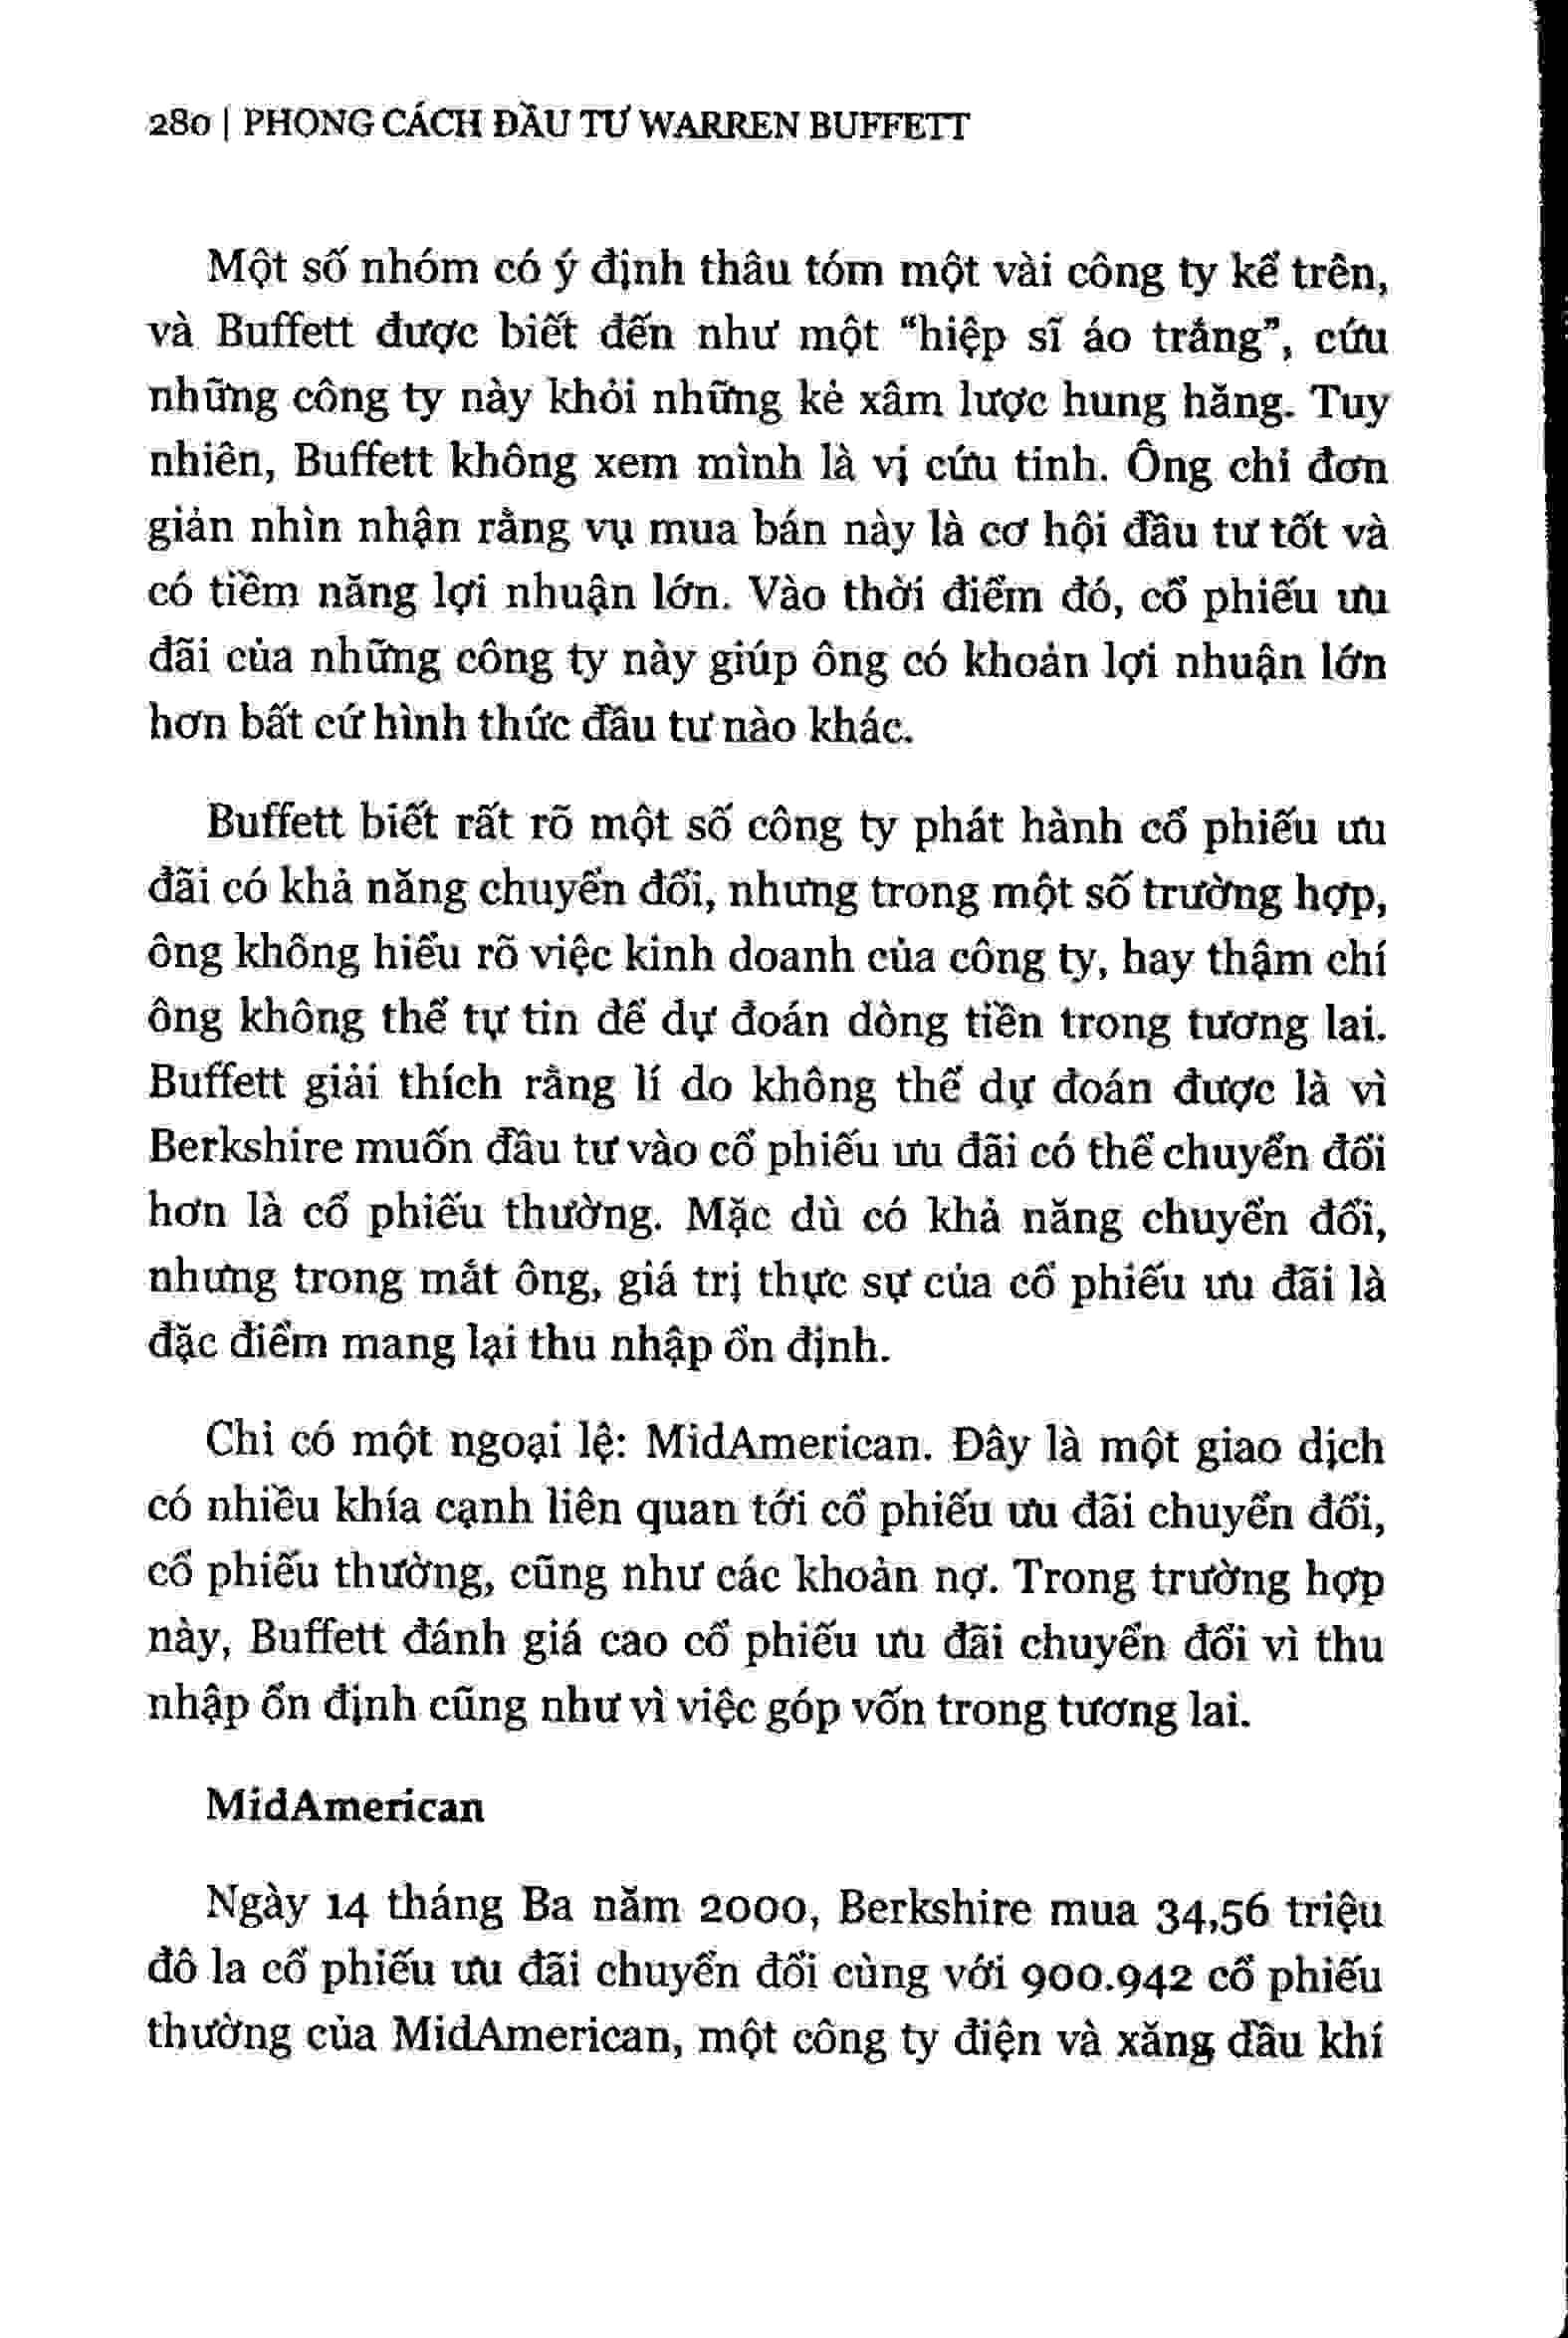 280 | PHONG CÁCH ĐẦU TƯ WARREN BUFFETT
Một số nhóm có ý định thâu tóm một vài công ty kể trên,
và Buffett được biết đến như một “hiệp sĩ áo trắng”, cứu
những công ty này khỏi những kẻ xâm lược hung hăng. Tuy
nhiên, Buffett không xem mình là vị cứu tinh. Ông chỉ đơn
giản nhìn nhận rằng vụ mua bán này là cơ hội đầu tư tốt và
có tiềm năng lợi nhuận lớn. Vào thời điểm đó, cổ phiếu ưu
đãi của những công ty này giúp ông có khoản lợi nhuận lớn
hơn bất cứ hình thức đầu tư nào khác.
Buffett biết rất rõ một số công ty phát hành cổ phiếu ưu
đãi có khả năng chuyển đổi, nhưng trong một số trường hợp,
ông không hiểu rõ việc kinh doanh của công ty, hay thậm chí
ông không thể tự tin để dự đoán dòng tiền trong tương lai.
Buffett giải thích rằng lí do không thể dự đoán được là vì
Berkshire muốn đầu tư vào cổ phiếu ưu đãi có thể chuyển đổi
hơn là cổ phiếu thường. Mặc dù có khả năng chuyển đổi,
nhưng trong mắt ông, giá trị thực sự của cổ phiếu ưu đãi là
đặc điểm mang lại thu nhập ổn định.
Chỉ có một ngoại lệ: MidAmerican. Đây là một giao dịch
có nhiều khía cạnh liên quan tới cổ phiếu ưu đãi chuyển đổi,
cổ phiếu thường, cũng như các khoản nợ. Trong trường hợp
này, Buffett đánh giá cao cổ phiếu ưu đãi chuyển đổi vì thu
nhập ổn định cũng như vì việc góp vốn trong tương lai.
MidAmerican
Ngày 14 tháng Ba năm 2000, Berkshire mua 34,56 triệu
đô la cổ phiếu ưu đãi chuyển đổi cùng với 900.942 cổ phiếu
thường của MidAmerican, một công ty điện và xăng dầu khí